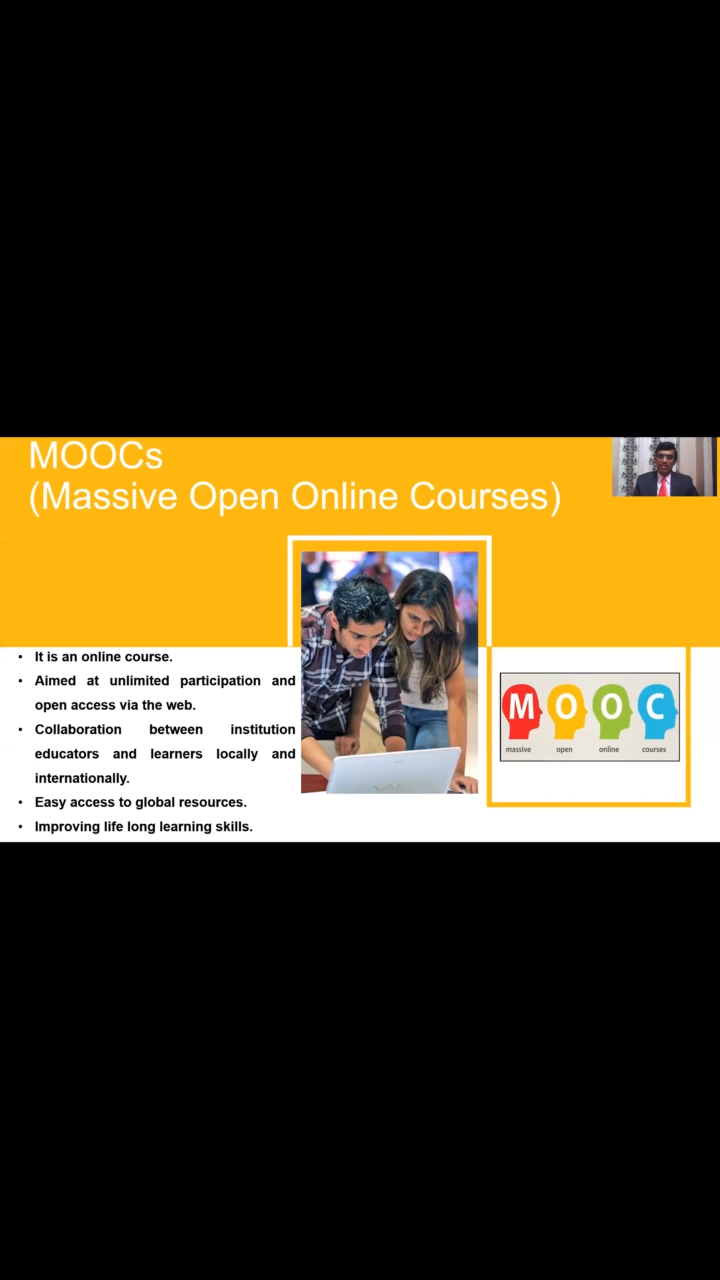 MOOCs
(Massive Open Online Courses)
• It is an online course.
• Aimed at unlimited participation and
open access via the web.
• Collaboration between institution
educators and learners locally and
internationally.
• Easy access to global resources.
• Improving life long learning skills.
M O O C
massive open online courses